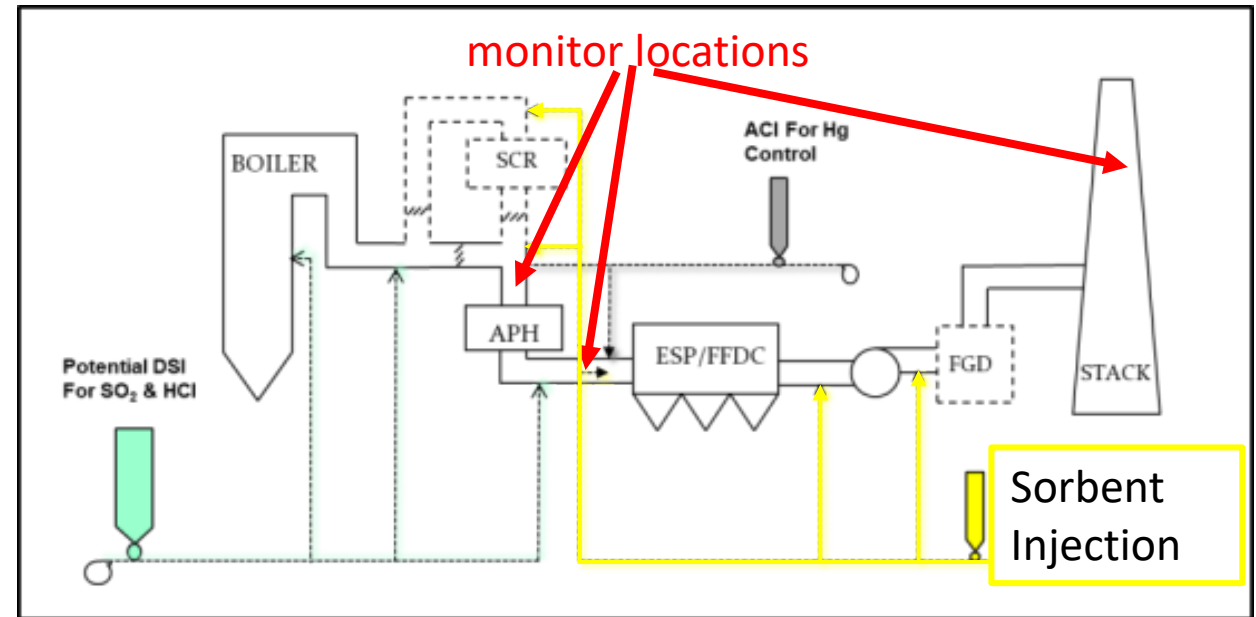 monitor locations
BOILER
SCR
ACI For Hg
Control
APH
ESP/FFDC
FGD
STACK
Potential DSI
For SO₂ & HCl
Sorbent
Injection